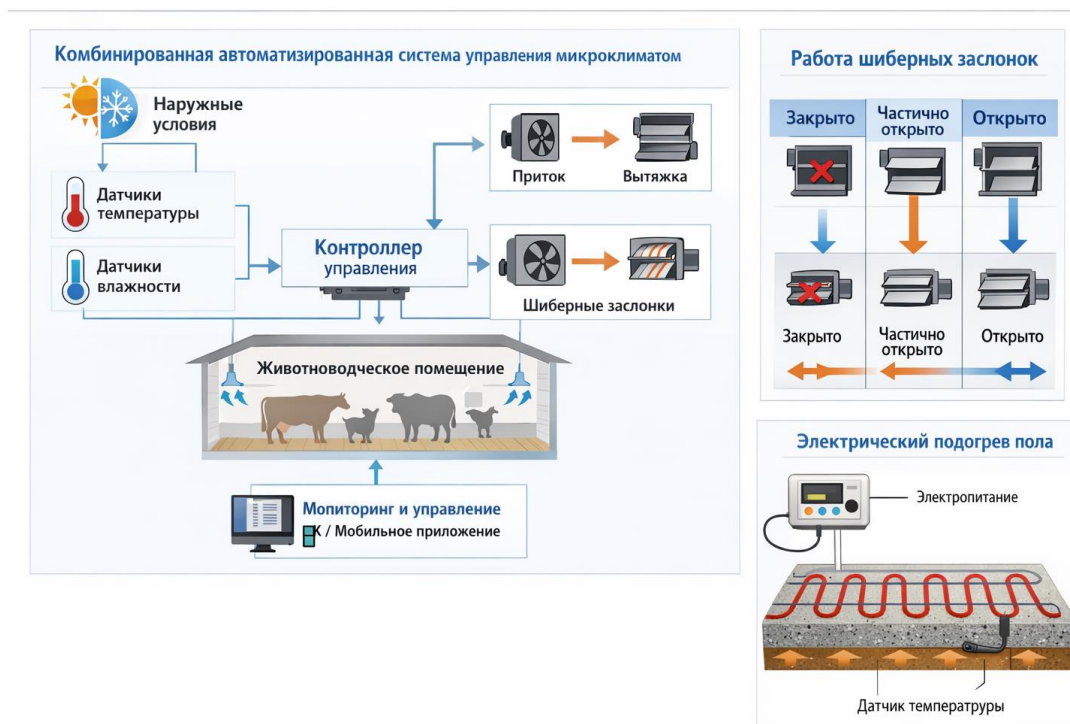 Комбинированная автоматизированная система управления микроклиматом
Наружные
условия
Датчики
температуры
Датчики
влажности
Контроллер
управления
Приток
Вытяжка
Шиберные заслонки
Животноводческое помещение
Мопиторинг и управление
К / Мобильное приложение
Работа шиберных заслонок
Закрыто
Частично
открыто
Открыто
Закрыто
Частично
открыто
Открыто
Электрический подогрев пола
Электропитание
Датчик температруры